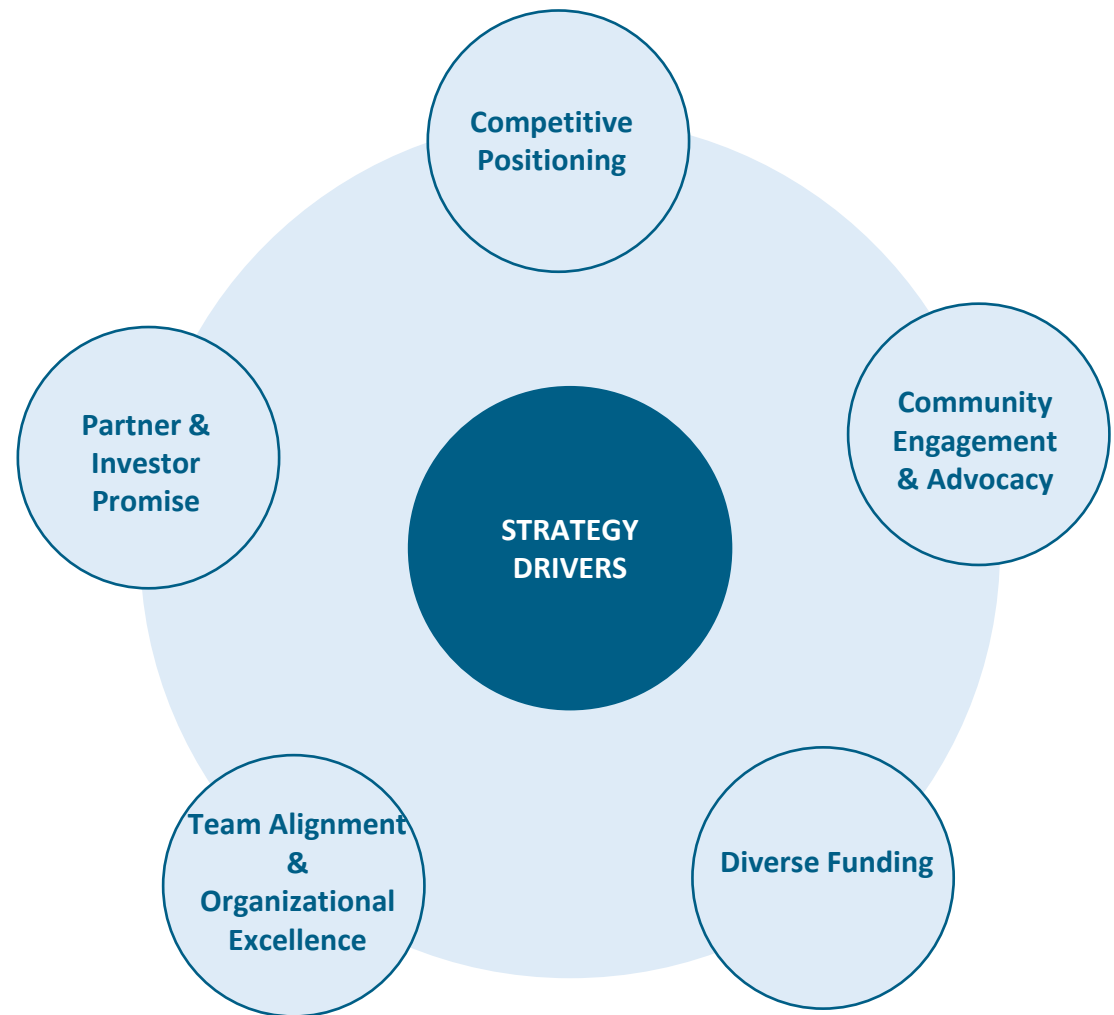 Competitive
Positioning
Community
Engagement
& Advocacy
Partner &
Investor
Promise
STRATEGY
DRIVERS
Team Alignment
&
Organizational
Excellence
Diverse Funding